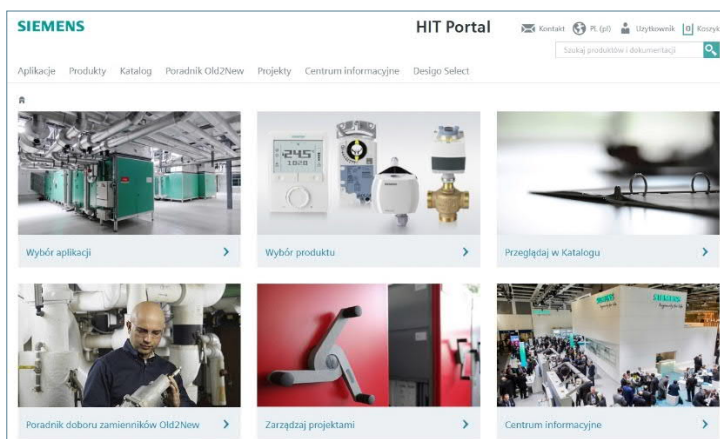 SIEMENS
HIT Portal
Kontakt PL (pl) Użytkownik 0 Koszyk
Szukaj produktów i dokumentacji
Aplikacje Produkty Katalog Poradnik Old2New Projekty Centrum informacyjne Desigo Select
Wybór aplikacji
Wybór produktu
Przeglądaj w Katalogu
Poradnik doboru zamienników Old2New
Zarządzaj projektami
Centrum informacyjne